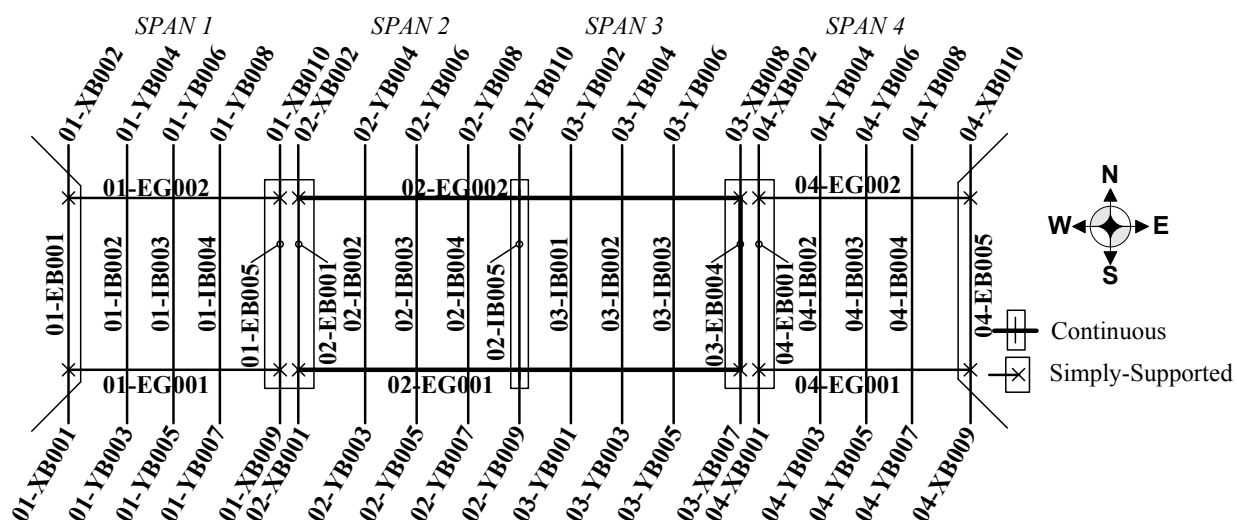 SPAN 1
SPAN 2
SPAN 3
SPAN 4
01-XB002
01-YB004
01-YB006
01-YB008
01-XB010
02-XB002
02-YB004
02-YB006
02-YB008
02-YB010
03-YB002
03-YB004
03-YB006
03-XB008
04-XB002
04-YB004
04-YB006
04-YB008
04-XB010
01-EG002
02-EG002
04-EG002
01-EB001
01-IB002
01-IB003
01-IB004
01-EB005
02-EB001
02-IB002
02-IB003
02-IB004
02-IB005
03-IB001
03-IB002
03-IB003
03-EB004
04-EB001
04-IB002
04-IB003
04-IB004
04-EB005
01-EG001
02-EG001
04-EG001
01-XB001
01-YB003
01-YB005
01-YB007
01-XB009
02-XB001
02-YB003
02-YB005
02-YB007
02-YB009
03-YB001
03-YB003
03-YB005
03-XB007
04-XB001
04-YB003
04-YB005
04-YB007
04-XB009
N
W E
S
Continuous
Simply-Supported